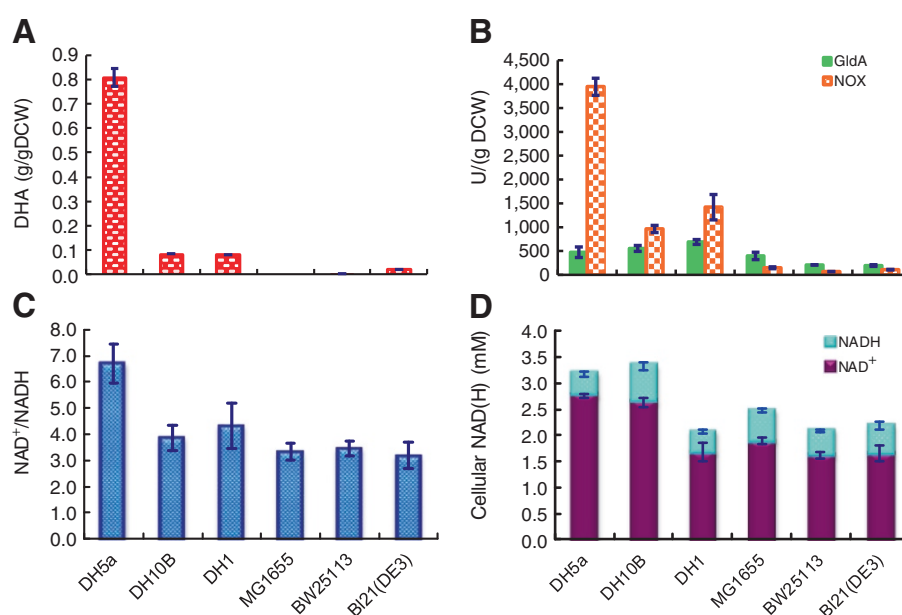 A
DHA (g/gDCW)
0.9
0.8
0.7
0.6
0.5
0.4
0.3
0.2
0.1
0.0
B
U/(g DCW)
4,500
4,000
3,500
3,000
2,500
2,000
1,500
1,000
500
0
GldA
NOX
C
NAD+/NADH
8.0
7.0
6.0
5.0
4.0
3.0
2.0
1.0
0.0
DH5a
DH10B
DH1
MG1655
BW25113
Bl21(DE3)
D
Cellular NAD(H) (mM)
4.0
3.5
3.0
2.5
2.0
1.5
1.0
0.5
0.0
NADH
NAD+
DH5a
DH10B
DH1
MG1655
BW25113
Bl21(DE3)